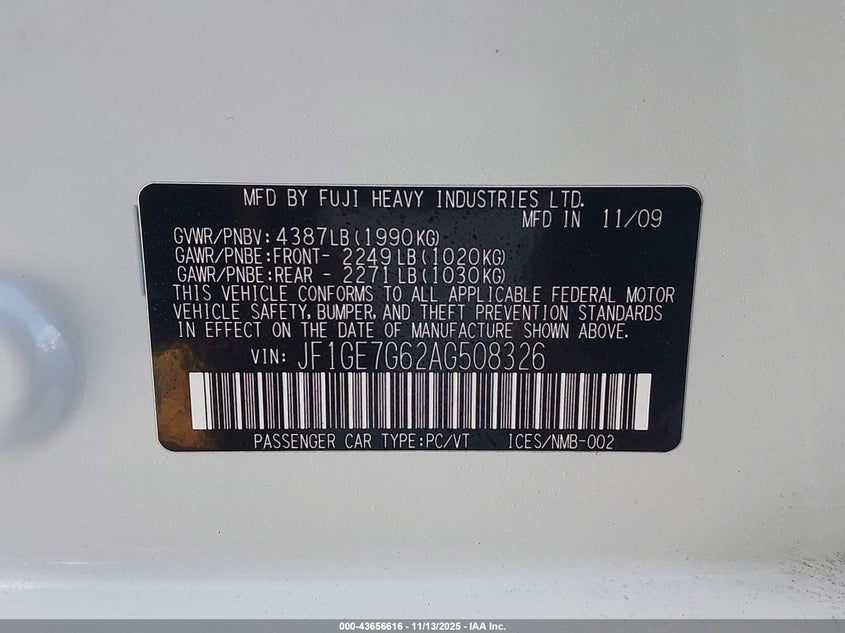 MFD BY FUJI HEAVY INDUSTRIES LTD.
MFD IN 11/09
GVWR/PNBV: 4387LB(1990KG)
GAWR/PNBE:FRONT- 2249LB(1020KG)
GAWR/PNBE:REAR - 2271LB(1030KG)
THIS VEHICLE CONFORMS TO ALL APPLICABLE FEDERAL MOTOR
VEHICLE SAFETY, BUMPER, AND THEFT PREVENTION STANDARDS
IN EFFECT ON THE DATE OF MANUFACTURE SHOWN ABOVE.
VIN: JF1GE7G62AG508326
PASSENGER CAR TYPE:PC/VT ICES/NMB-002
000-43656616 - 11/13/2025 - IAA Inc.